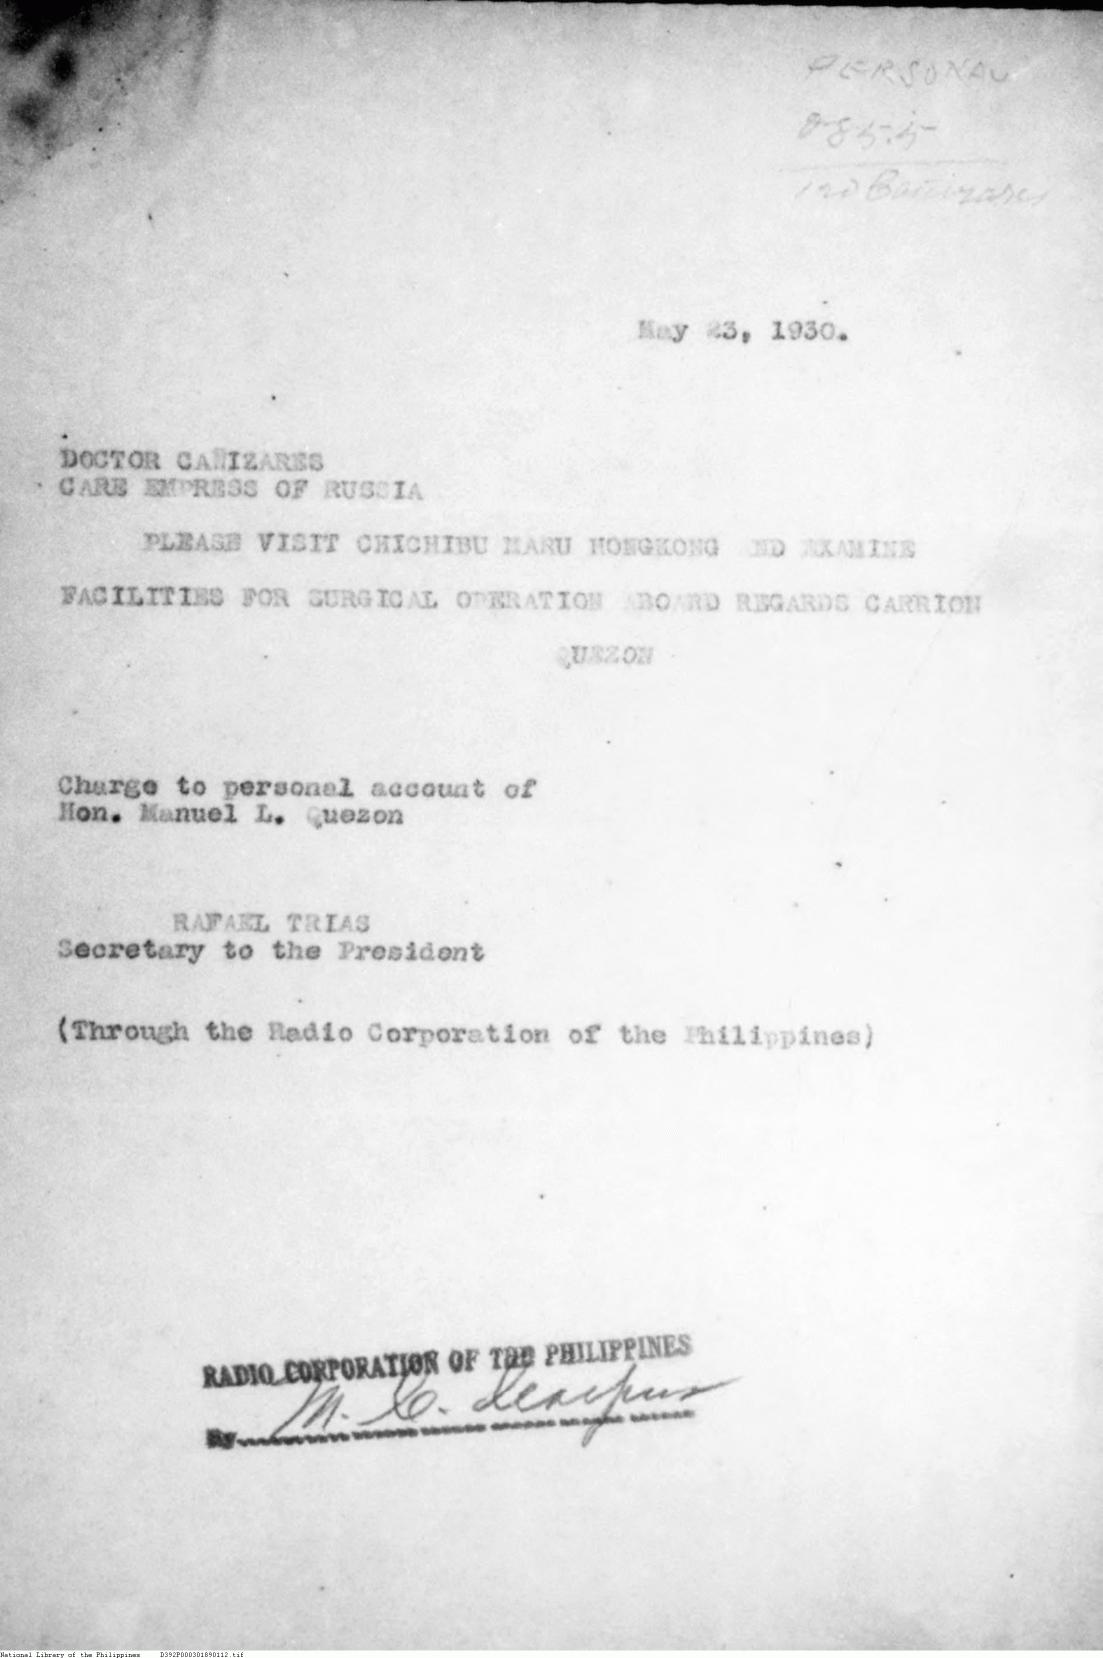 PERSONAL
May 23, 1930.
DOCTOR CAÑIZARES
CARE EMPRESS OF RUSSIA
PLEASE VISIT CHICHIBU MARU HONGKONG AND EXAMINE
FACILITIES FOR SURGICAL OPERATION ABOARD REGARDS CARRION
QUEZON
Charge to personal account of
Hon. Manuel L. Quezon
RAFAEL TRIAS
Secretary to the President
(Through the Radio Corporation of the Philippines)
RADIO CORPORATION OF THE PHILIPPINES
By M. C.
National Library of the Philippines D392P000301890112.tif